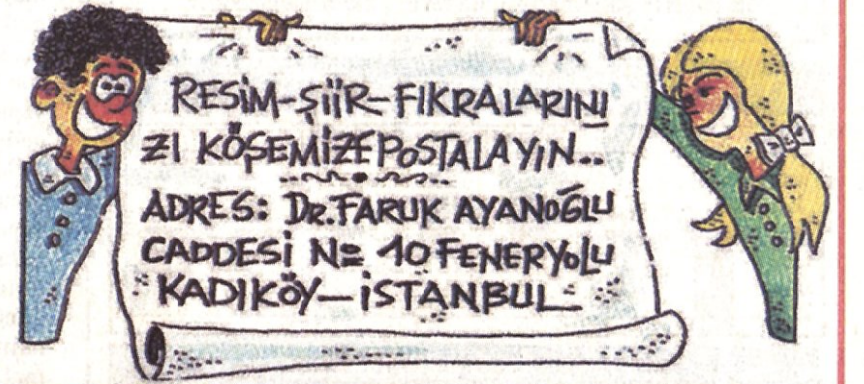 RESİM-ŞİİR-FIKRALARINI
ZI KÖŞEMİZE POSTALAYIN..
ADRES: DR. FARUK AYANOĞLU
CADDESİ No 10 FENERYOLU
KADIKÖY-İSTANBUL